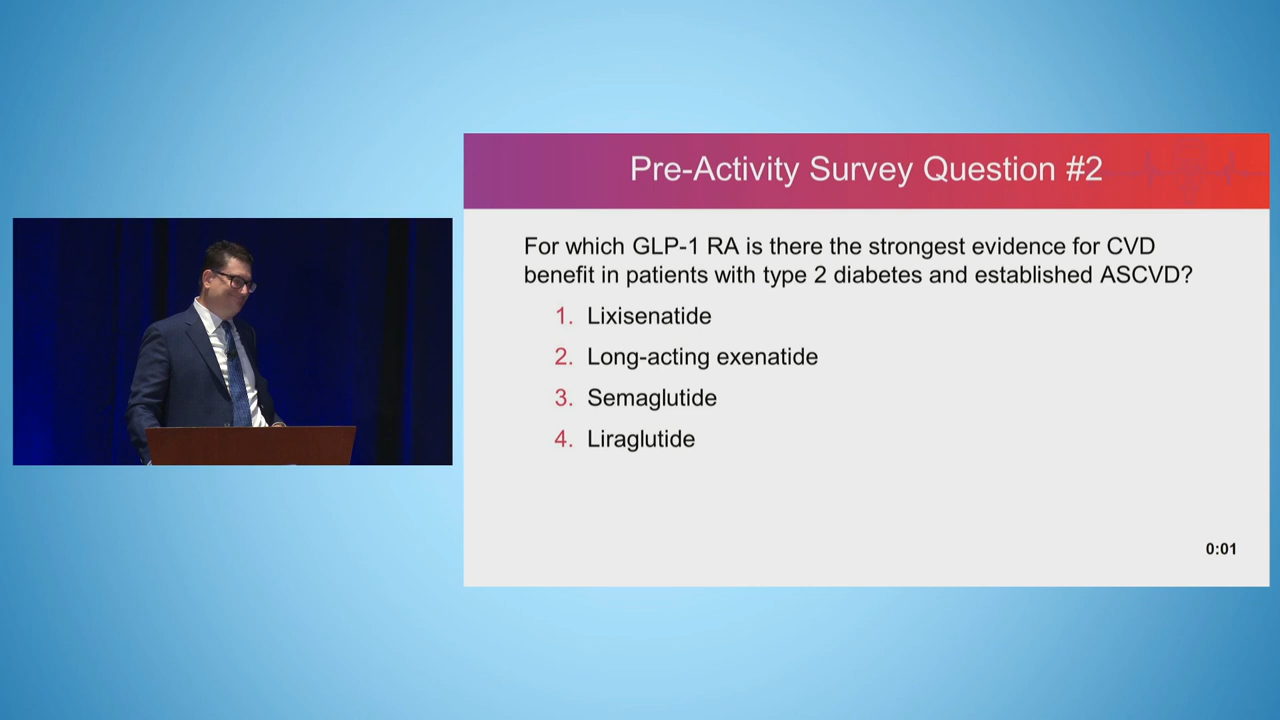 Pre-Activity Survey Question #2
For which GLP-1 RA is there the strongest evidence for CVD
benefit in patients with type 2 diabetes and established ASCVD?
1. Lixisenatide
2. Long-acting exenatide
3. Semaglutide
4. Liraglutide
0:01